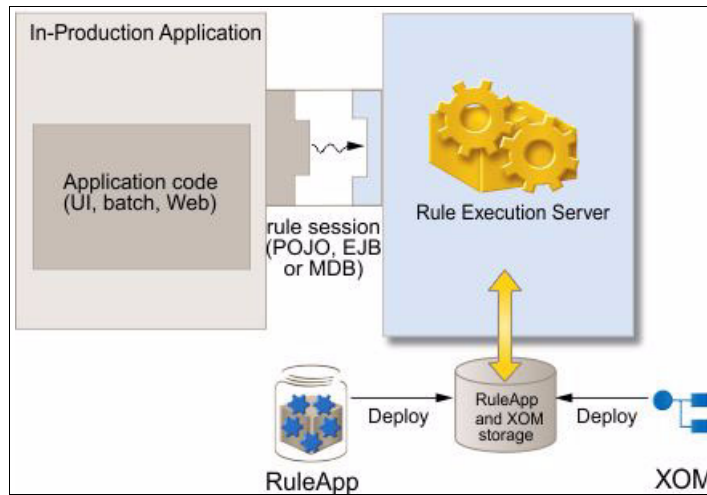 In-Production Application
Application code
(UI, batch, Web)
rule session
(POJO, EJB
or MDB)
Rule Execution Server
RuleApp
and XOM
storage
Deploy
Deploy
RuleApp
XOM